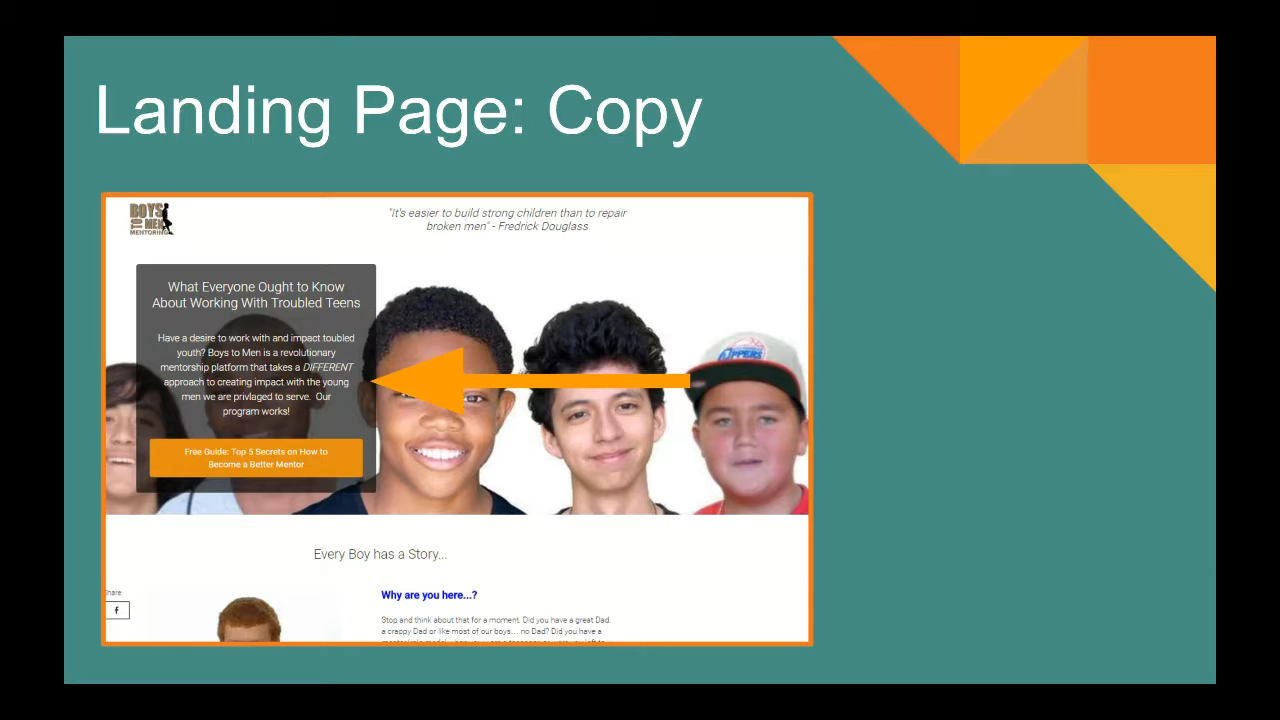 Landing Page: Copy
BOYS
TO MEN
MENTORING
"It's easier to build strong children than to repair
broken men" - Fredrick Douglass
What Everyone Ought to Know
About Working With Troubled Teens
Have a desire to work with and impact toubled
youth? Boys to Men is a revolutionary
mentorship platform that takes a DIFFERENT
approach to creating impact with the young
men we are privlaged to serve. Our
program works!
Free Guide: Top 5 Secrets on How to
Become a Better Mentor
Every Boy has a Story...
hare
f
Why are you here...?
Stop and think about that for a moment. Did you have a great Dad,
a crappy Dad or like most of our boys... no Dad? Did you have a